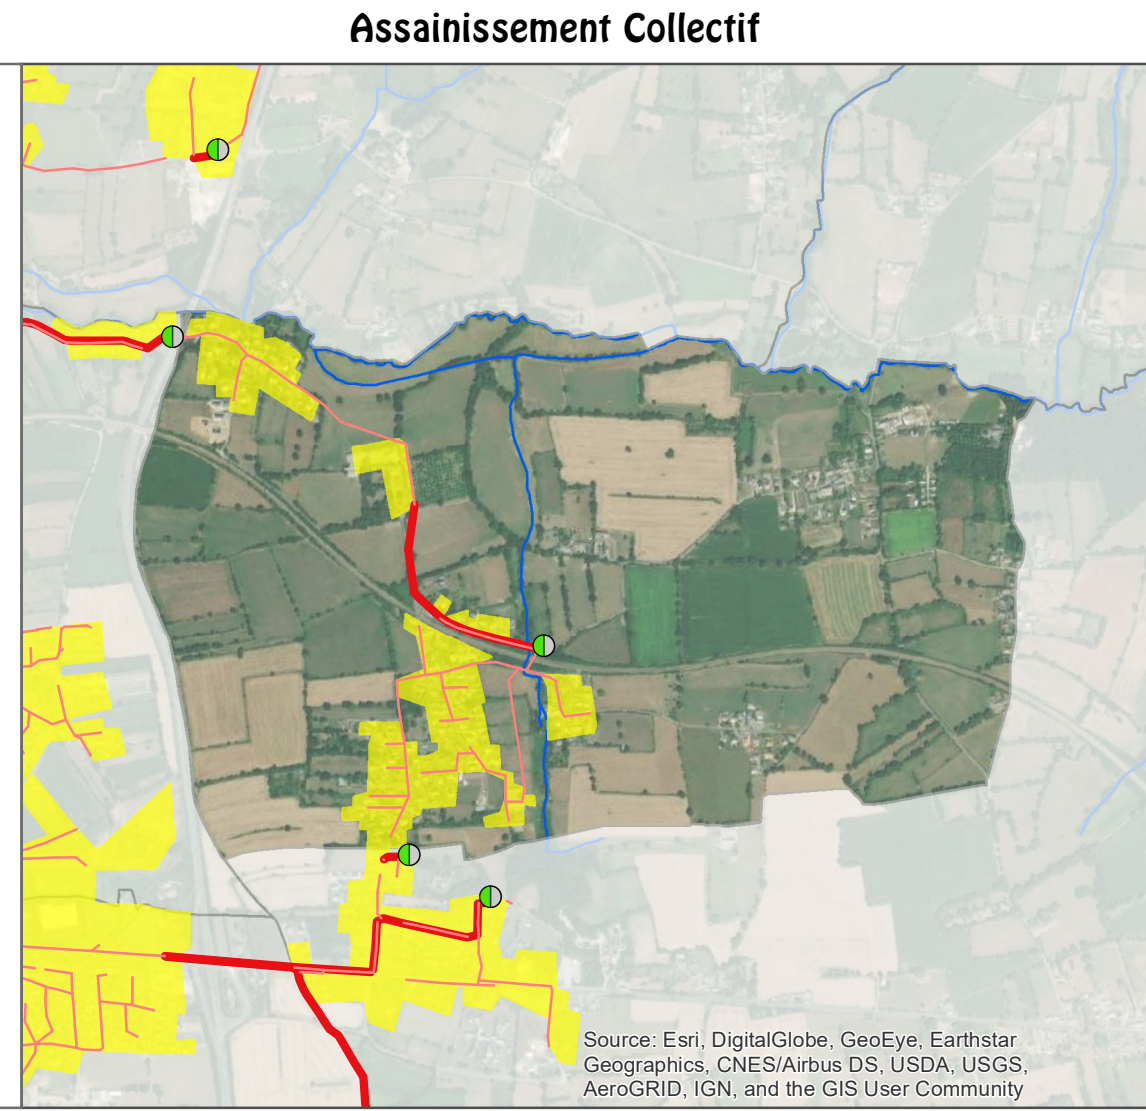 Assainissement Collectif
Source: Esri, DigitalGlobe, GeoEye, Earthstar
Geographics, CNES/Airbus DS, USDA, USGS,
AeroGRID, IGN, and the GIS User Community